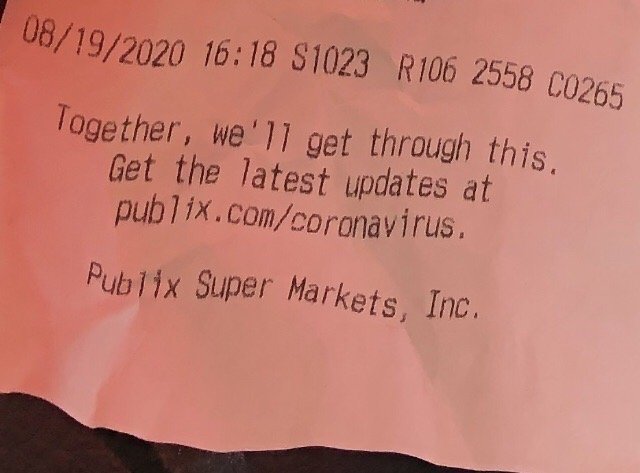 08/19/2020 16:18 S1023 R106 2558 C0265
Together, we'll get through this.
Get the latest updates at
publix.com/coronavirus.
Publix Super Markets, Inc.